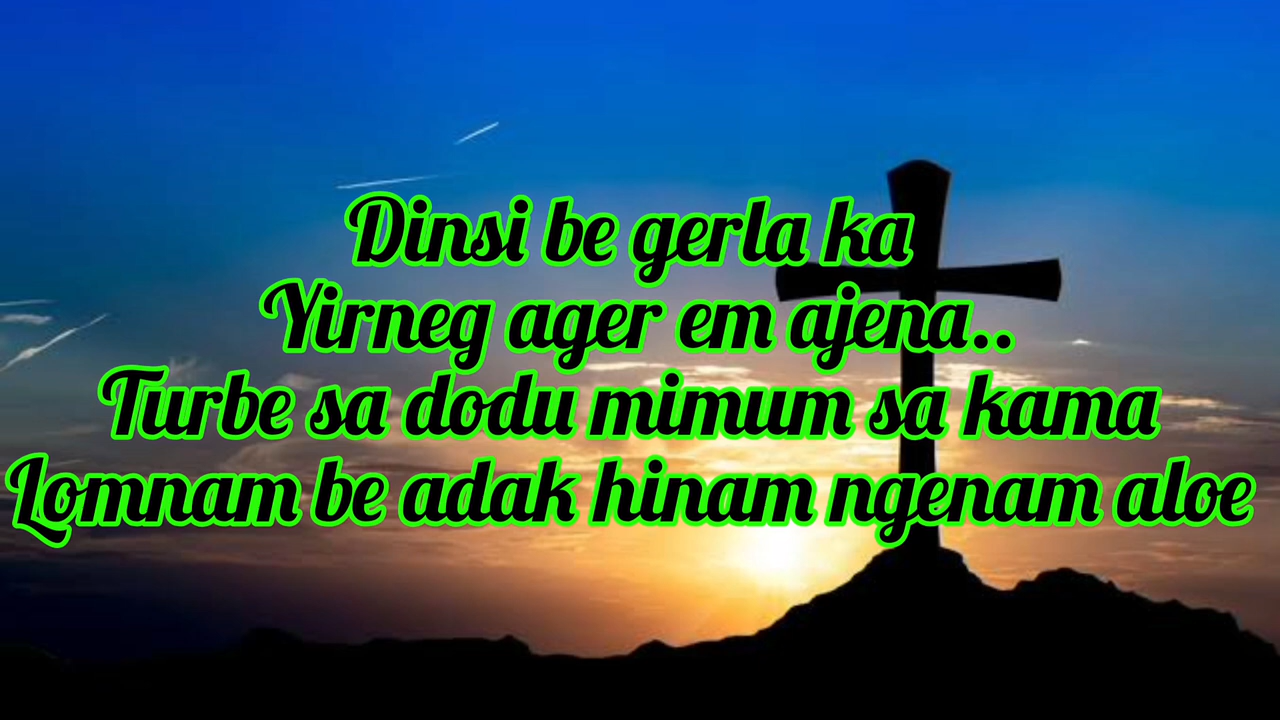 Dinsi be gerla ka
Yirneg ager em ajena..
Turbe sa dodu mimum sa kama
Lomnam be adak hinam ngenam aloe